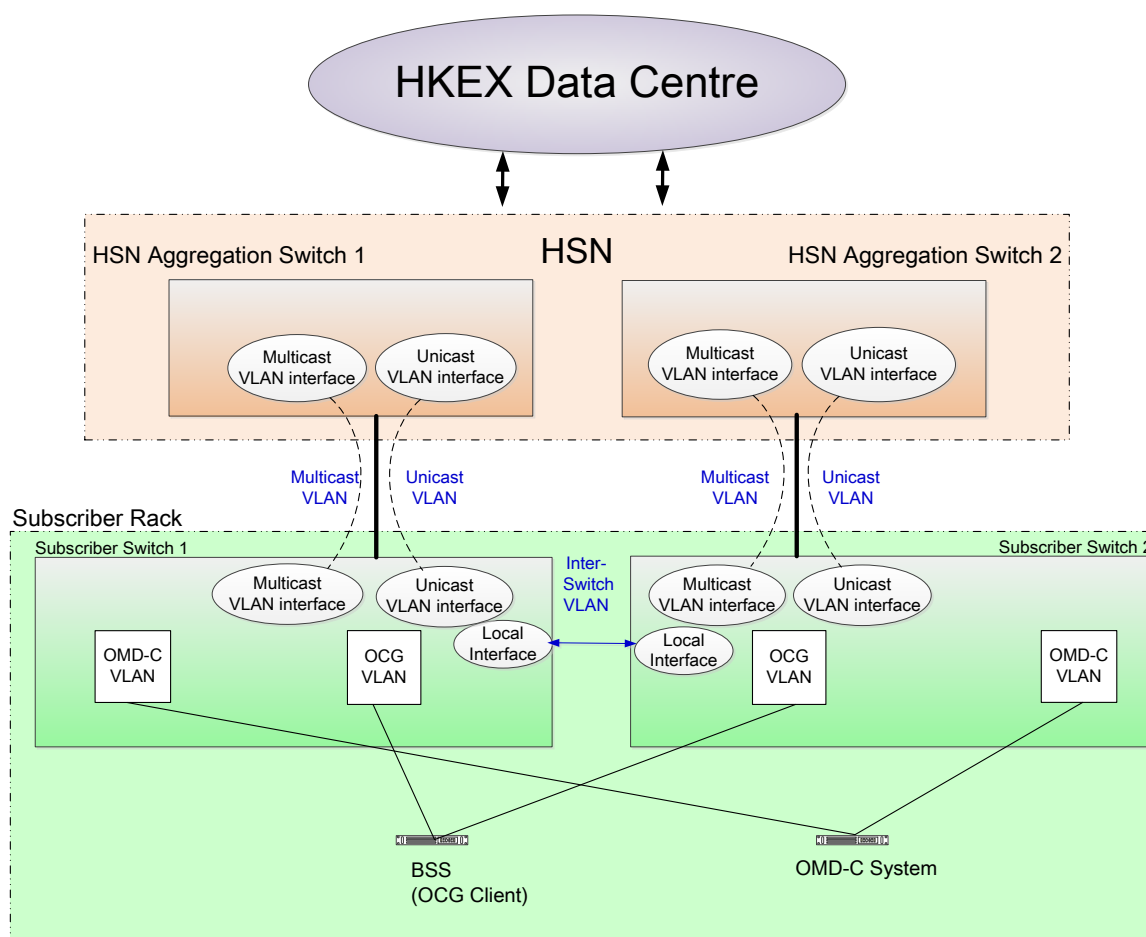 HKEX Data Centre
HSN Aggregation Switch 1
HSN
HSN Aggregation Switch 2
Multicast
VLAN interface
Unicast
VLAN interface
Multicast
VLAN interface
Unicast
VLAN interface
Multicast
VLAN
Unicast
VLAN
Multicast
VLAN
Unicast
VLAN
Subscriber Rack
Subscriber Switch 1
Inter-
Switch
VLAN
Subscriber Switch 2
Multicast
VLAN interface
Unicast
VLAN interface
Multicast
VLAN interface
Unicast
VLAN interface
Local
Interface
Local
Interface
OMD-C
VLAN
OCG
VLAN
OCG
VLAN
OMD-C
VLAN
BSS
(OCG Client)
OMD-C System